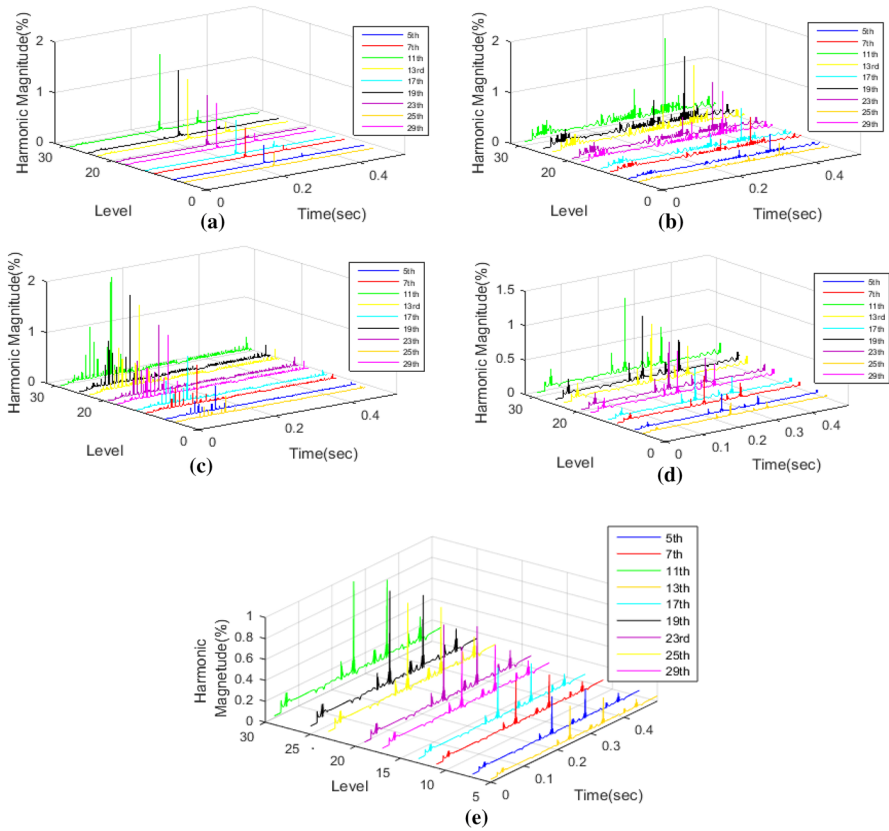 Harmonic Magnitude(%)
2
1
0
30
20
0
Level
0
0.2
0.4
Time(sec)
5th
7th
11th
13rd
17th
19th
23th
25th
29th
(a)
Harmonic Magnitude(%)
2
1
0
30
20
0
Level
0
0.2
0.4
Time(sec)
5th
7th
11th
13rd
17th
19th
23th
25th
29th
(b)
Harmonic Magnitude(%)
2
1
0
30
20
0
Level
0
0.2
0.4
Time(sec)
5th
7th
11th
13rd
17th
19th
23th
25th
29th
(c)
Harmonic Magnitude(%)
1.5
1
0.5
0
30
20
0
Level
0
0.1
0.2
0.3
0.4
Time(sec)
5th
7th
11th
13rd
17th
19th
23th
25th
29th
(d)
Harmonic
Magnetude(%)
1
0.8
0.6
0.4
0.2
0
30
25
20
15
10
5
Level
0
0.1
0.2
0.3
0.4
Time(sec)
5th
7th
11th
13th
17th
19th
23rd
25th
29th
(e)